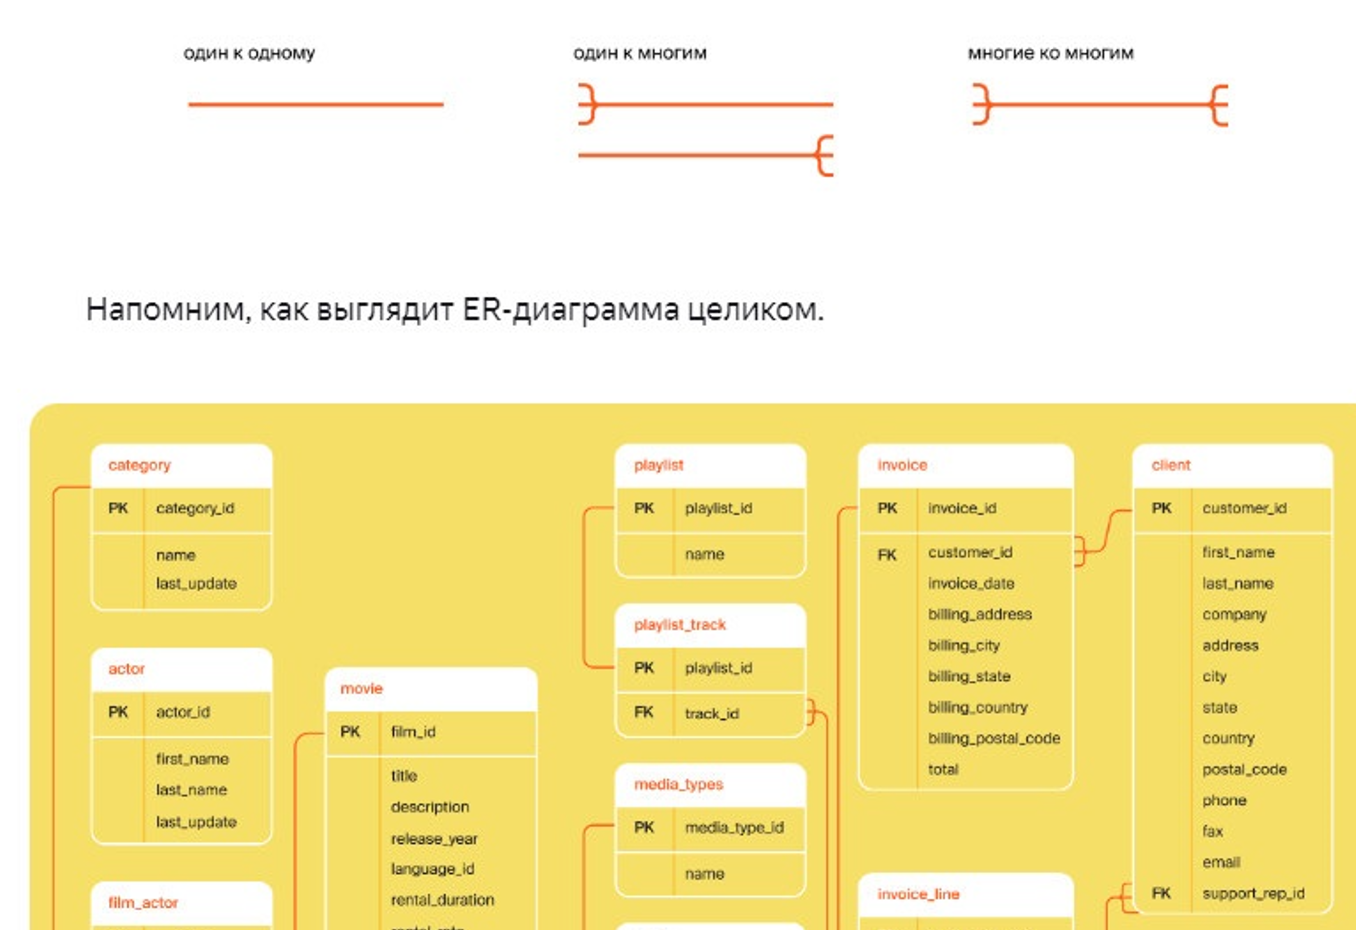 один к одному
один к многим
многие ко многим
Напомним, как выглядит ER-диаграмма целиком.
category
PK category_id
name
last_update
actor
PK actor_id
first_name
last_name
last_update
film_actor
movie
PK film_id
title
description
release_year
language_id
rental_duration
playlist
PK playlist_id
name
playlist_track
PK playlist_id
FK track_id
media_types
PK media_type_id
name
invoice
PK invoice_id
FK customer_id
invoice_date
billing_address
billing_city
billing_state
billing_country
billing_postal_code
total
invoice_line
client
PK customer_id
first_name
last_name
company
address
city
state
country
postal_code
phone
fax
email
FK support_rep_id